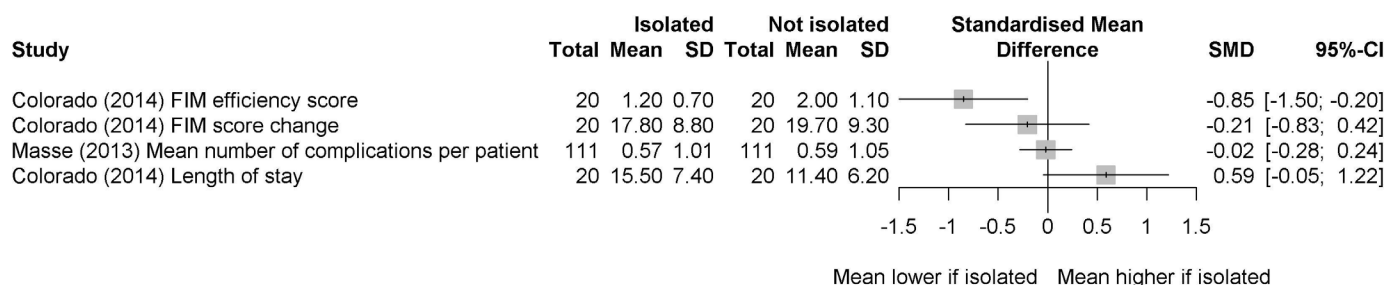 Isolated Not isolated Standardised Mean
Study Total Mean SD Total Mean SD Difference SMD 95%-CI
Colorado (2014) FIM efficiency score 20 1.20 0.70 20 2.00 1.10 -0.85 [-1.50; -0.20]
Colorado (2014) FIM score change 20 17.80 8.80 20 19.70 9.30 -0.21 [-0.83; 0.42]
Masse (2013) Mean number of complications per patient 111 0.57 1.01 111 0.59 1.05 -0.02 [-0.28; 0.24]
Colorado (2014) Length of stay 20 15.50 7.40 20 11.40 6.20 0.59 [-0.05; 1.22]
-1.5 -1 -0.5 0 0.5 1 1.5
Mean lower if isolated Mean higher if isolated